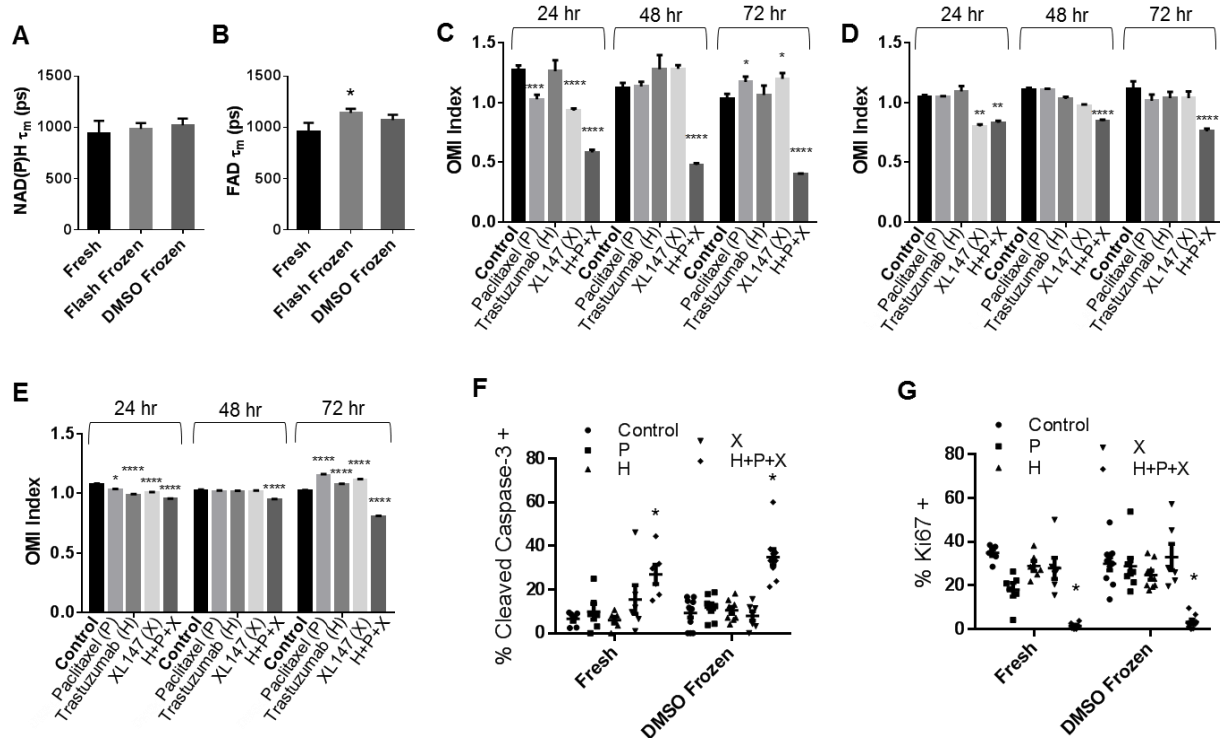 A
NAD(P)H τm (ps)
1500
1000
500
0
Fresh
Flash Frozen
DMSO Frozen
B
FAD τm (ps)
1500
1000
500
0
*
Fresh
Flash Frozen
DMSO Frozen
C
24 hr
48 hr
72 hr
OMI Index
1.5
1.0
0.5
0.0
***
****
****
****
*
*
****
Control
Paclitaxel (P)
Trastuzumab (H)
XL147 (X)
H+P+X
Control
Paclitaxel (P)
Trastuzumab (H)
XL147 (X)
H+P+X
Control
Paclitaxel (P)
Trastuzumab (H)
XL147 (X)
H+P+X
D
24 hr
48 hr
72 hr
OMI Index
1.5
1.0
0.5
0.0
**
**
****
****
Control
Paclitaxel (P)
Trastuzumab (H)
XL147 (X)
H+P+X
Control
Paclitaxel (P)
Trastuzumab (H)
XL147 (X)
H+P+X
Control
Paclitaxel (P)
Trastuzumab (H)
XL147 (X)
H+P+X
E
24 hr
48 hr
72 hr
OMI Index
1.5
1.0
0.5
0.0
*
****
****
****
****
****
****
****
****
Control
Paclitaxel (P)
Trastuzumab (H)
XL147 (X)
H+P+X
Control
Paclitaxel (P)
Trastuzumab (H)
XL147 (X)
H+P+X
Control
Paclitaxel (P)
Trastuzumab (H)
XL147 (X)
H+P+X
F
Control
P
H
X
H+P+X
% Cleaved Caspase-3 +
80
60
40
20
0
*
*
Fresh
DMSO Frozen
G
Control
P
H
X
H+P+X
% Ki67 +
80
60
40
20
0
*
*
Fresh
DMSO Frozen